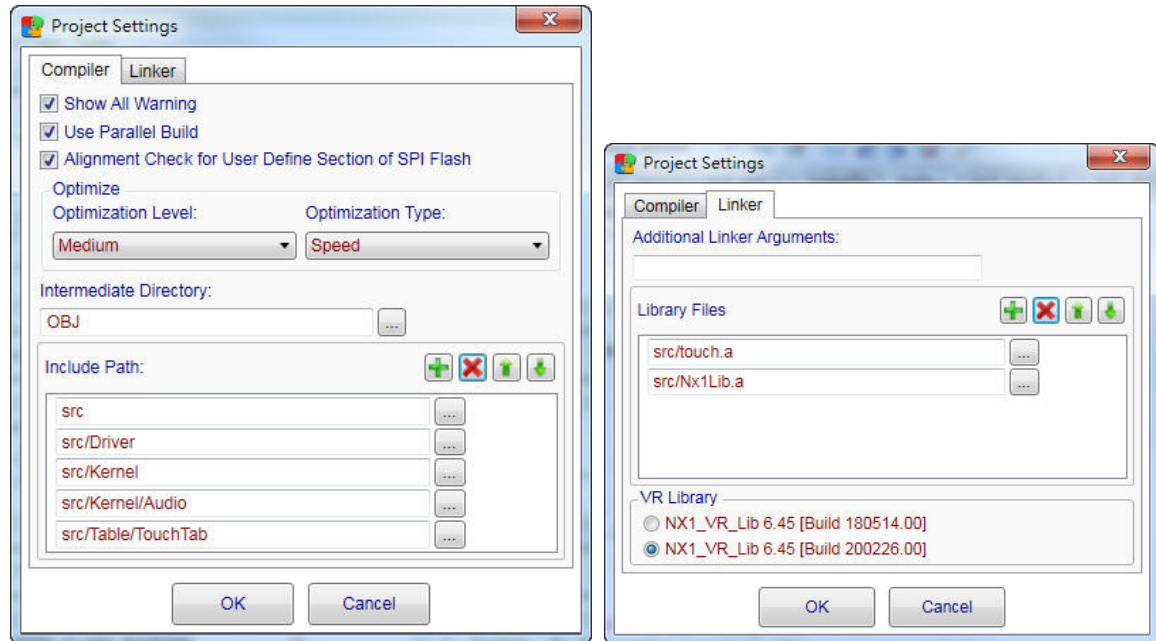 Project Settings
Compiler Linker
Show All Warning
Use Parallel Build
Alignment Check for User Define Section of SPI Flash
Optimize
Optimization Level: Optimization Type:
Medium Speed
Intermediate Directory:
OBJ ...
Include Path:
src ...
src/Driver ...
src/Kernel ...
src/Kernel/Audio ...
src/Table/TouchTab ...
OK Cancel
Project Settings
Compiler Linker
Additional Linker Arguments:
Library Files
src/touch.a ...
src/Nx1Lib.a ...
VR Library
NX1_VR_Lib 6.45 [Build 180514.00]
NX1_VR_Lib 6.45 [Build 200226.00]
OK Cancel